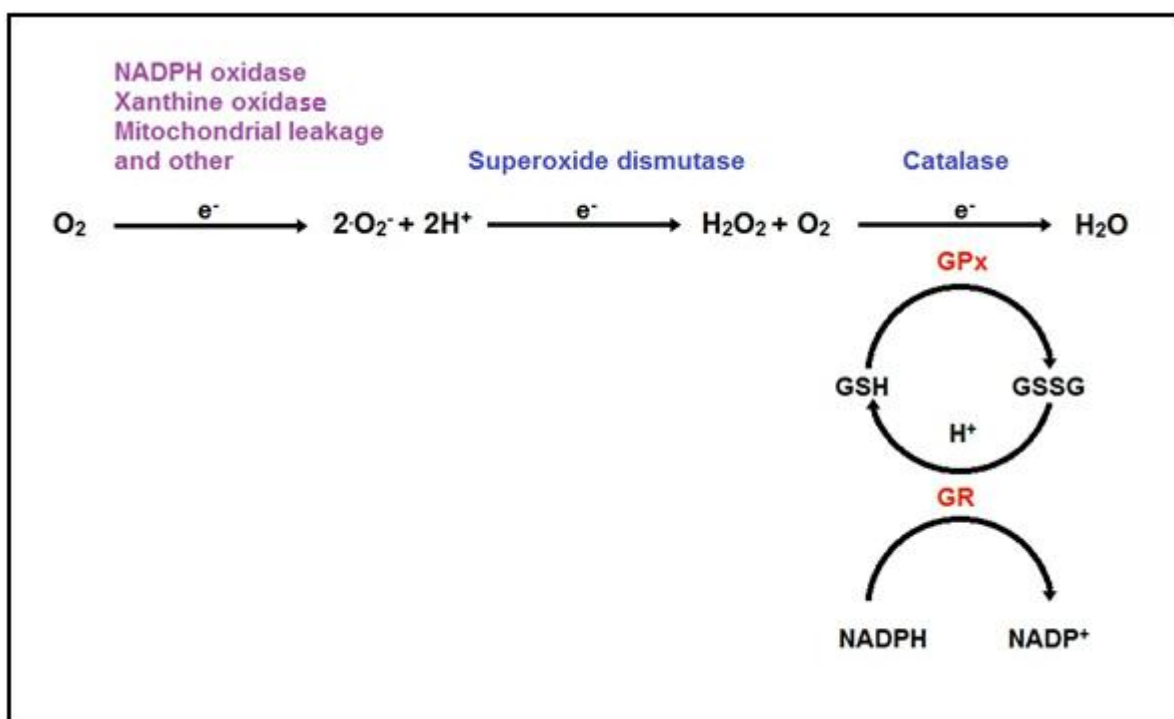 NADPH oxidase
Xanthine oxidase
Mitochondrial leakage
and other
Superoxide dismutase
Catalase
O₂
e⁻
2·O₂⁻ + 2H⁺
e⁻
H₂O₂ + O₂
e⁻
H₂O
GPx
GSH
GSSG
H⁺
GR
NADPH
NADP⁺